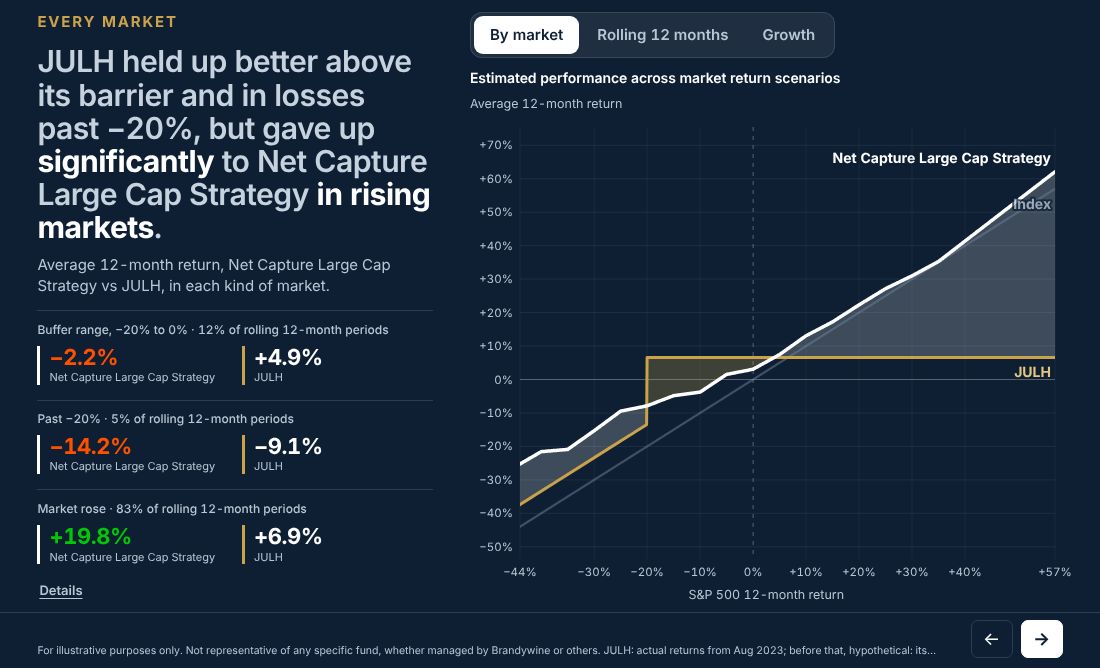 EVERY MARKET
JULH held up better above
its barrier and in losses
past −20%, but gave up
significantly to Net Capture
Large Cap Strategy in rising
markets.
Average 12-month return, Net Capture Large Cap
Strategy vs JULH, in each kind of market.
Buffer range, −20% to 0% · 12% of rolling 12-month periods
−2.2%
Net Capture Large Cap Strategy
+4.9%
JULH
Past −20% · 5% of rolling 12-month periods
−14.2%
Net Capture Large Cap Strategy
−9.1%
JULH
Market rose · 83% of rolling 12-month periods
+19.8%
Net Capture Large Cap Strategy
+6.9%
JULH
Details
By market
Rolling 12 months
Growth
Estimated performance across market return scenarios
Average 12-month return
+70%
+60%
+50%
+40%
+30%
+20%
+10%
0%
−10%
−20%
−30%
−40%
−50%
Net Capture Large Cap Strategy
Index
JULH
−44%
−30%
−20%
−10%
0%
+10%
+20%
+30%
+40%
+57%
S&P 500 12-month return
For illustrative purposes only. Not representative of any specific fund, whether managed by Brandywine or others. JULH: actual returns from Aug 2023; before that, hypothetical: its…